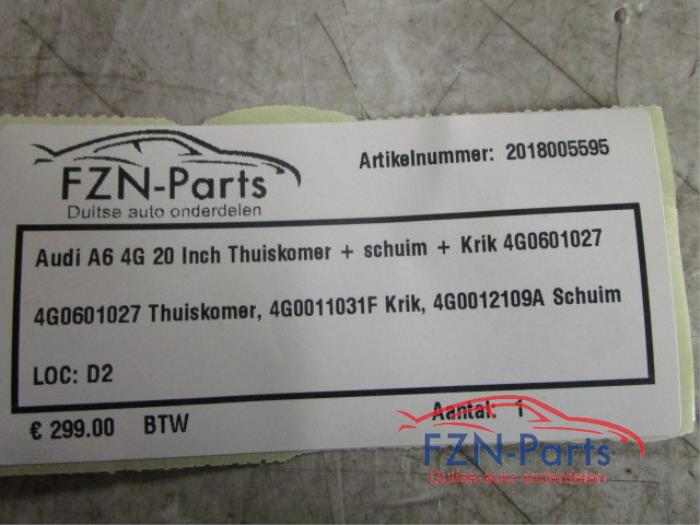 FZN-Parts
Duitse auto onderdelen
Artikelnummer: 2018005595
Audi A6 4G 20 Inch Thuiskomer + schuim + Krik 4G0601027
4G0601027 Thuiskomer, 4G0011031F Krik, 4G0012109A Schuim
LOC: D2
€ 299.00 BTW
Aantal: 1
FZN-Parts
Duitse auto onderdelen